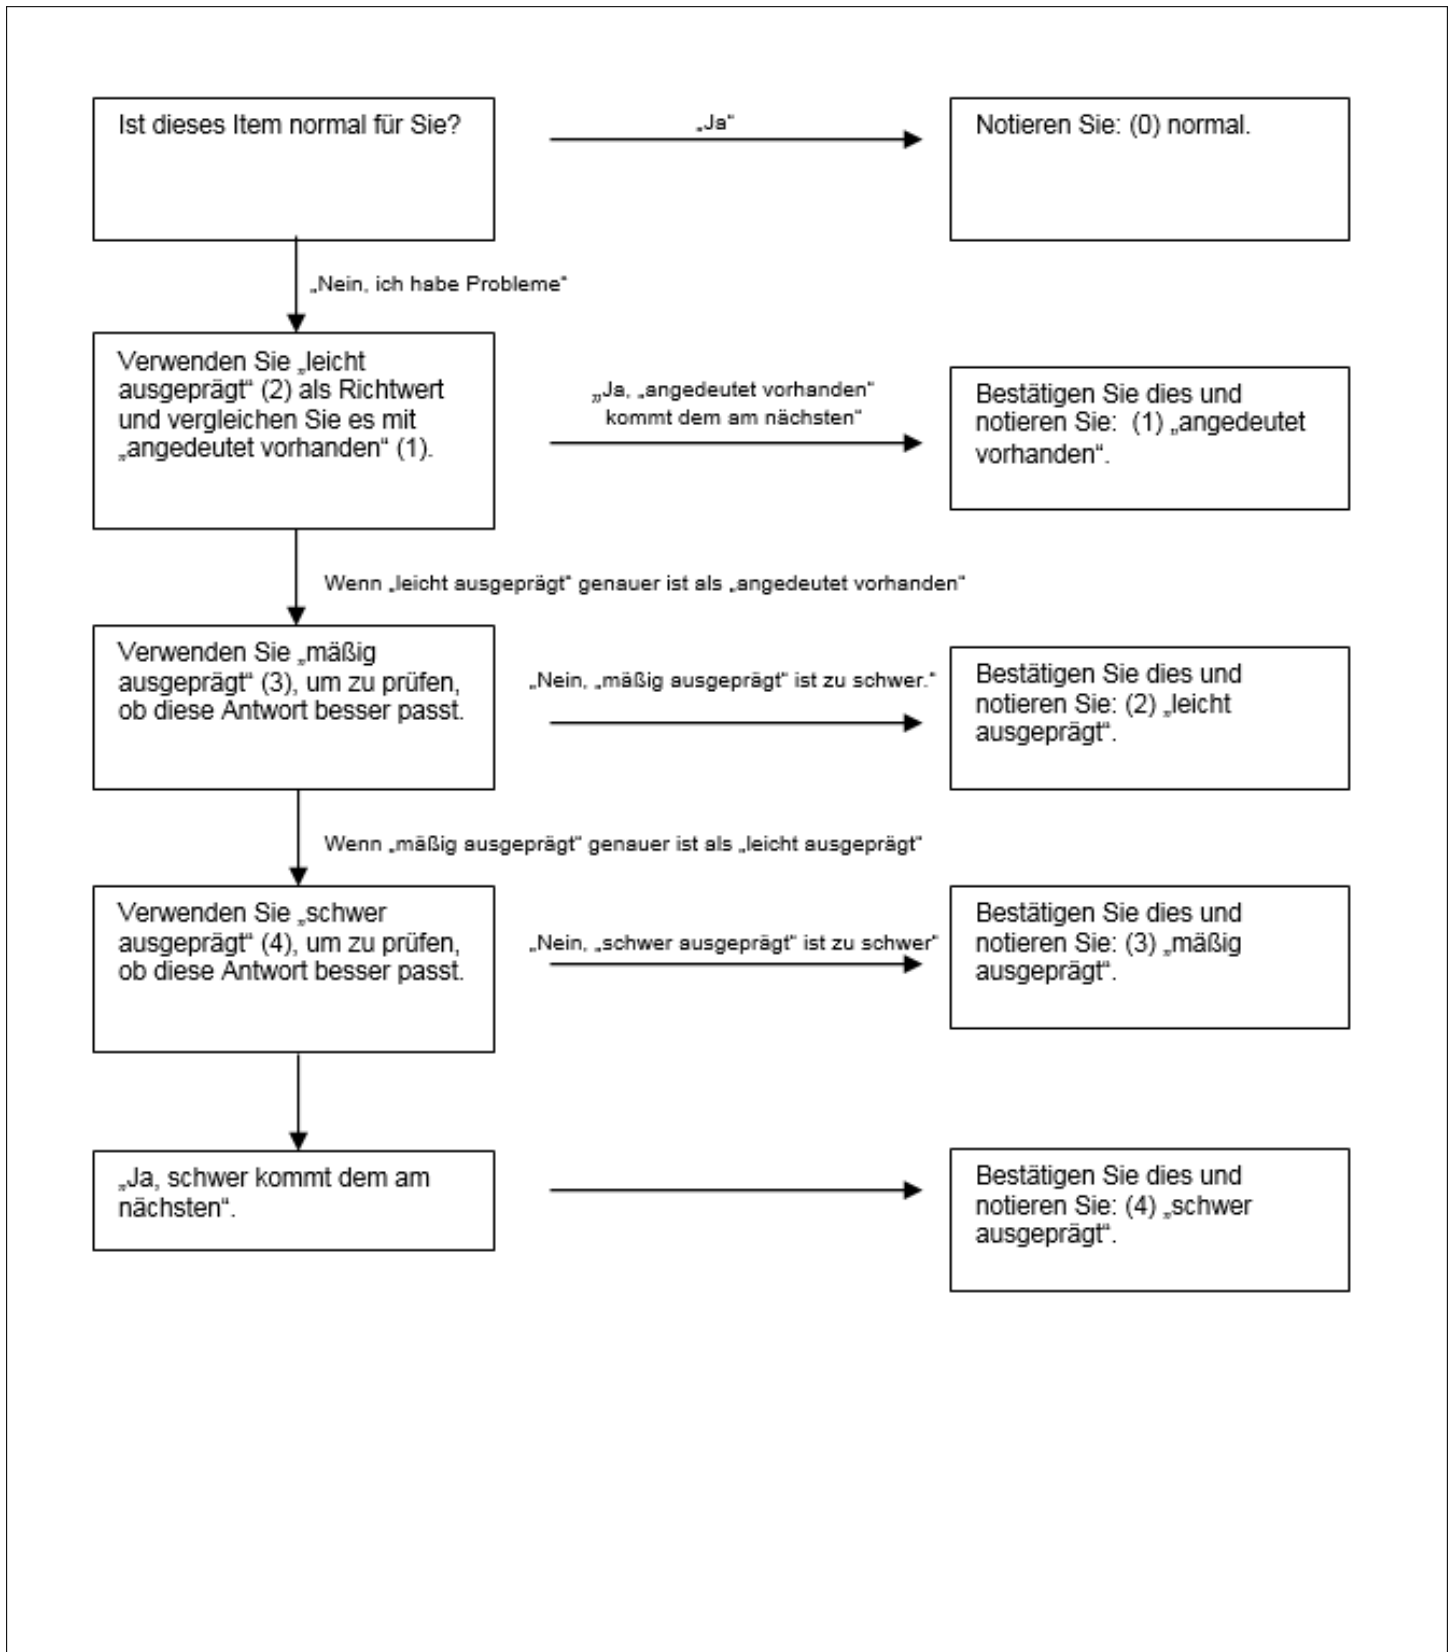 Ist dieses Item normal für Sie?
„Ja“
Notieren Sie: (0) normal.
„Nein, ich habe Probleme“
Verwenden Sie „leicht
ausgeprägt“ (2) als Richtwert
und vergleichen Sie es mit
„angedeutet vorhanden“ (1).
„Ja, „angedeutet vorhanden“
kommt dem am nächsten“
Bestätigen Sie dies und
notieren Sie:  (1) „angedeutet
vorhanden“.
Wenn „leicht ausgeprägt“ genauer ist als „angedeutet vorhanden“
Verwenden Sie „mäßig
ausgeprägt“ (3), um zu prüfen,
ob diese Antwort besser passt.
„Nein, „mäßig ausgeprägt“ ist zu schwer.“
Bestätigen Sie dies und
notieren Sie: (2) „leicht
ausgeprägt“.
Wenn „mäßig ausgeprägt“ genauer ist als „leicht ausgeprägt“
Verwenden Sie „schwer
ausgeprägt“ (4), um zu prüfen,
ob diese Antwort besser passt.
„Nein, „schwer ausgeprägt“ ist zu schwer“
Bestätigen Sie dies und
notieren Sie: (3) „mäßig
ausgeprägt“.
„Ja, schwer kommt dem am
nächsten“.
Bestätigen Sie dies und
notieren Sie: (4) „schwer
ausgeprägt“.